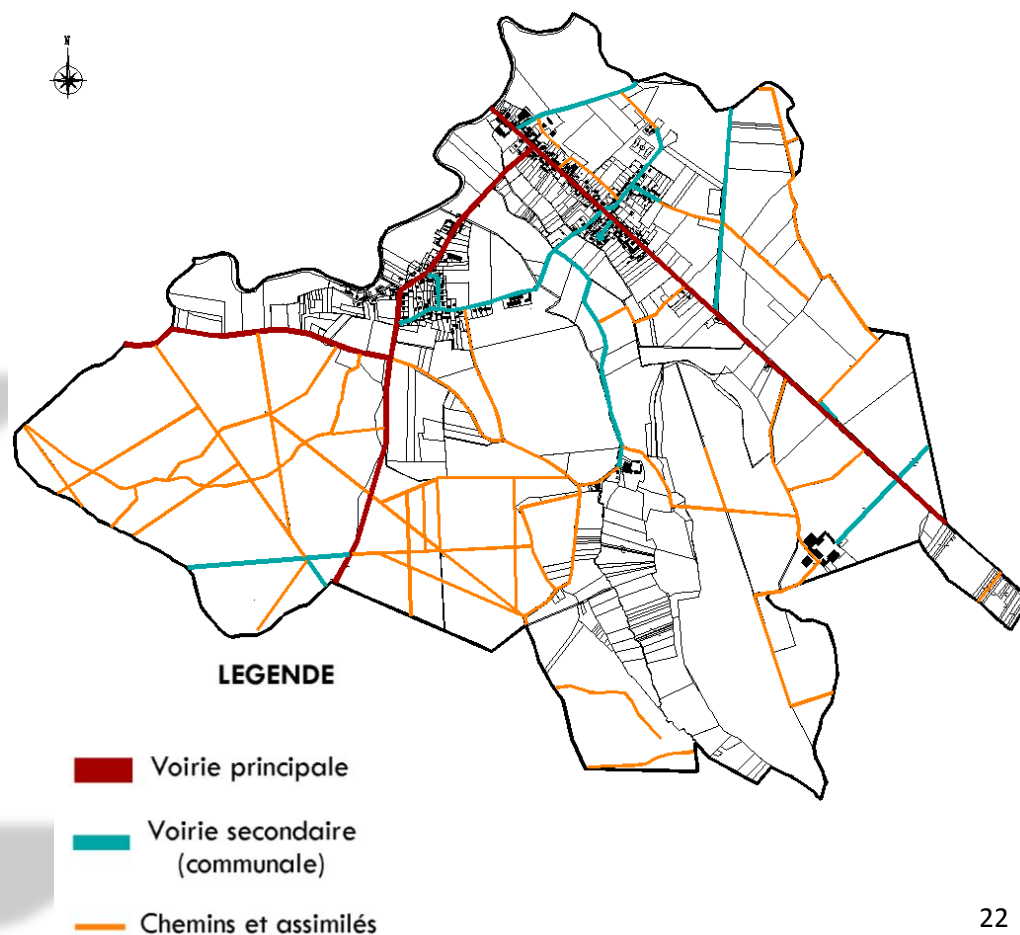 N
LEGENDE
Voirie principale
Voirie secondaire
(communale)
Chemins et assimilés
22